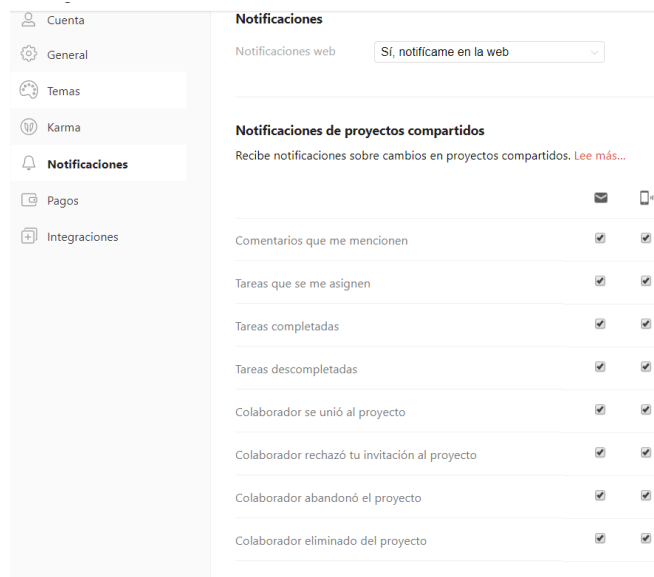 Cuenta
General
Temas
Karma
Notificaciones
Pagos
Integraciones
Notificaciones
Notificaciones web
Sí, notifícame en la web
Notificaciones de proyectos compartidos
Recibe notificaciones sobre cambios en proyectos compartidos. Lee más...
Comentarios que me mencionen
Tareas que se me asignen
Tareas completadas
Tareas descompletadas
Colaborador se unió al proyecto
Colaborador rechazó tu invitación al proyecto
Colaborador abandonó el proyecto
Colaborador eliminado del proyecto